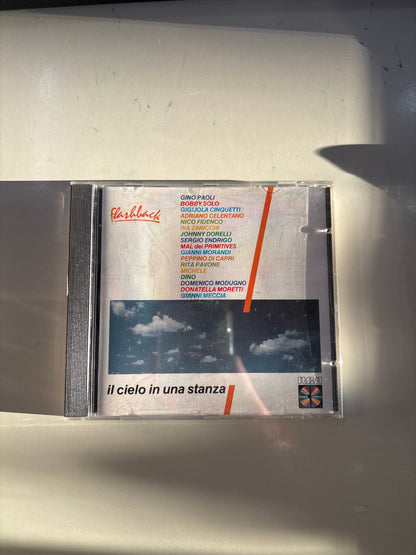 Flashback
GINO PAOLI
BOBBY SOLO
GIGLIOLA CINQUETTI
ADRIANO CELENTANO
NICO FIDENCO
IVA ZANICCHI
JOHNNY DORELLI
SERGIO ENDRIGO
MAL dei PRIMITIVES
GIANNI MORANDI
PEPPINO DI CAPRI
RITA PAVONE
MICHELE
DINO
DOMENICO MODUGNO
DONATELLA MORETTI
GIANNI MECCIA
il cielo in una stanza